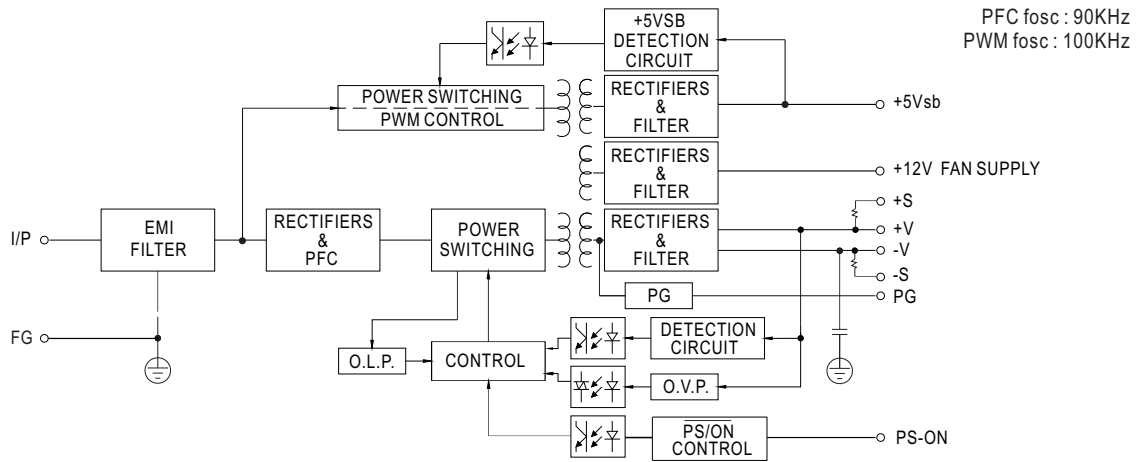 PFC fosc : 90KHz
PWM fosc : 100KHz
+5VSB
DETECTION
CIRCUIT
POWER SWITCHING
PWM CONTROL
RECTIFIERS
&
FILTER
+5Vsb
RECTIFIERS
&
FILTER
+12V FAN SUPPLY
I/P
EMI
FILTER
RECTIFIERS
&
PFC
POWER
SWITCHING
RECTIFIERS
&
FILTER
+S
+V
-V
-S
PG
PG
FG
O.L.P.
CONTROL
DETECTION
CIRCUIT
O.V.P.
PS/ON
CONTROL
PS-ON